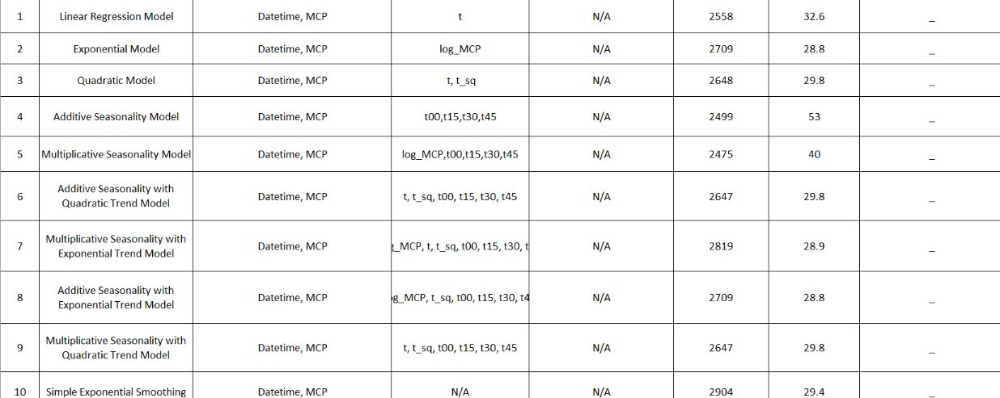 1 Linear Regression Model Datetime, MCP t N/A 2558 32.6 _
2 Exponential Model Datetime, MCP log_MCP N/A 2709 28.8 _
3 Quadratic Model Datetime, MCP t, t_sq N/A 2648 29.8 _
4 Additive Seasonality Model Datetime, MCP t00,t15,t30,t45 N/A 2499 53 _
5 Multiplicative Seasonality Model Datetime, MCP log_MCP,t00,t15,t30,t45 N/A 2475 40 _
Additive Seasonality with
6 Quadratic Trend Model Datetime, MCP t, t_sq, t00, t15, t30, t45 N/A 2647 29.8 _
Multiplicative Seasonality with
7 Exponential Trend Model Datetime, MCP g_MCP, t, t_sq, t00, t15, t30, t N/A 2819 28.9 _
Additive Seasonality with
8 Exponential Trend Model Datetime, MCP og_MCP, t_sq, t00, t15, t30, t4 N/A 2709 28.8 _
Multiplicative Seasonality with
9 Quadratic Trend Model Datetime, MCP t, t_sq, t00, t15, t30, t45 N/A 2647 29.8 _
10 Simple Exponential Smoothing Datetime, MCP N/A N/A 2904 29.4 _